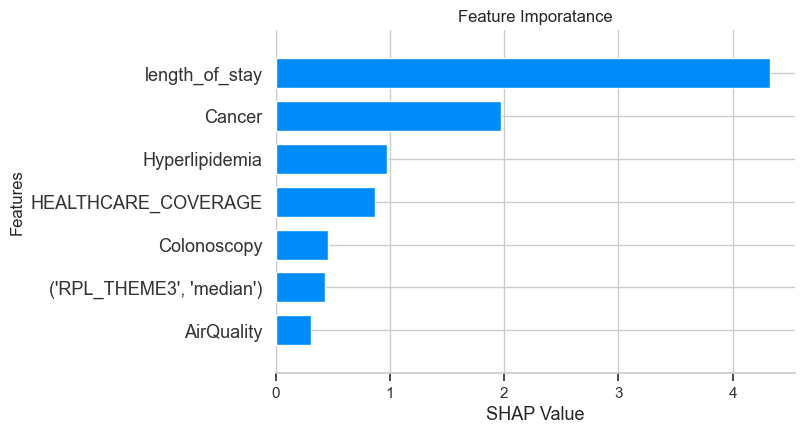 Feature Imporatance
Features
length_of_stay
Cancer
Hyperlipidemia
HEALTHCARE_COVERAGE
Colonoscopy
('RPL_THEME3', 'median')
AirQuality
0 1 2 3 4
SHAP Value